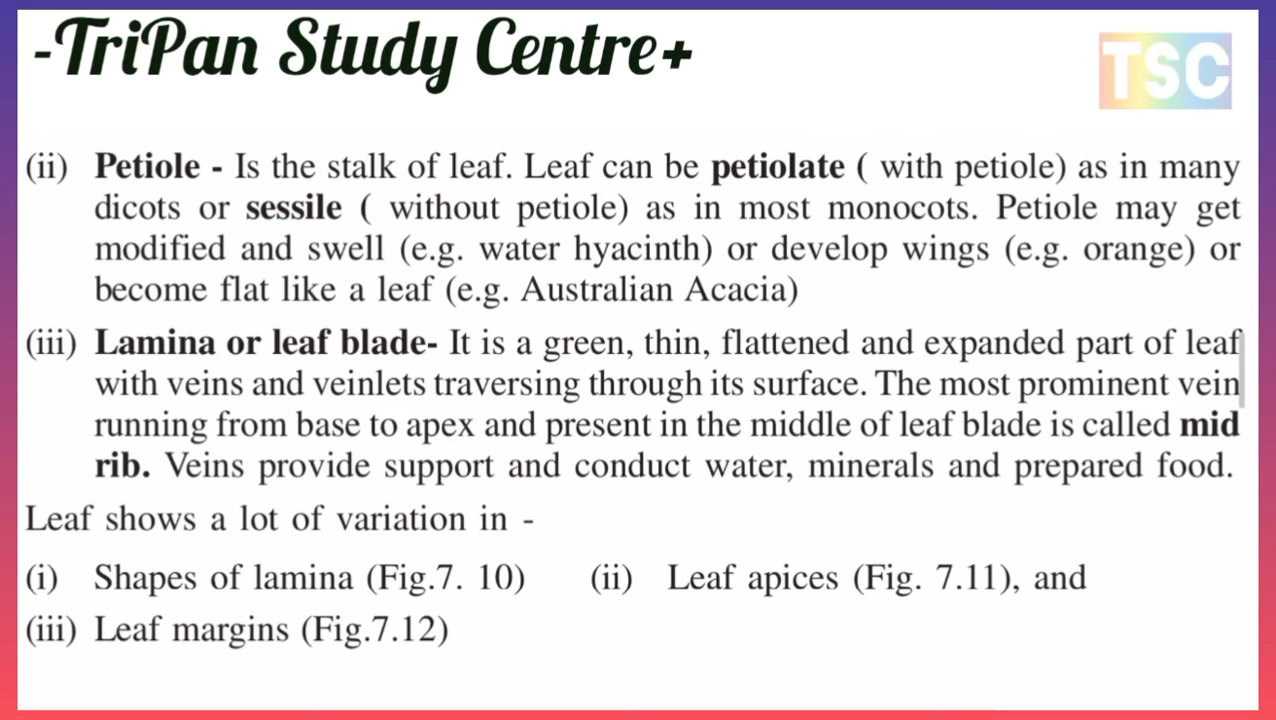 -TriPan Study Centre+
TSC
(ii) Petiole - Is the stalk of leaf. Leaf can be petiolate ( with petiole) as in many
dicots or sessile ( without petiole) as in most monocots. Petiole may get
modified and swell (e.g. water hyacinth) or develop wings (e.g. orange) or
become flat like a leaf (e.g. Australian Acacia)
(iii) Lamina or leaf blade- It is a green, thin, flattened and expanded part of leaf
with veins and veinlets traversing through its surface. The most prominent vein
running from base to apex and present in the middle of leaf blade is called mid
rib. Veins provide support and conduct water, minerals and prepared food.
Leaf shows a lot of variation in -
(i) Shapes of lamina (Fig.7. 10) (ii) Leaf apices (Fig. 7.11), and
(iii) Leaf margins (Fig.7.12)